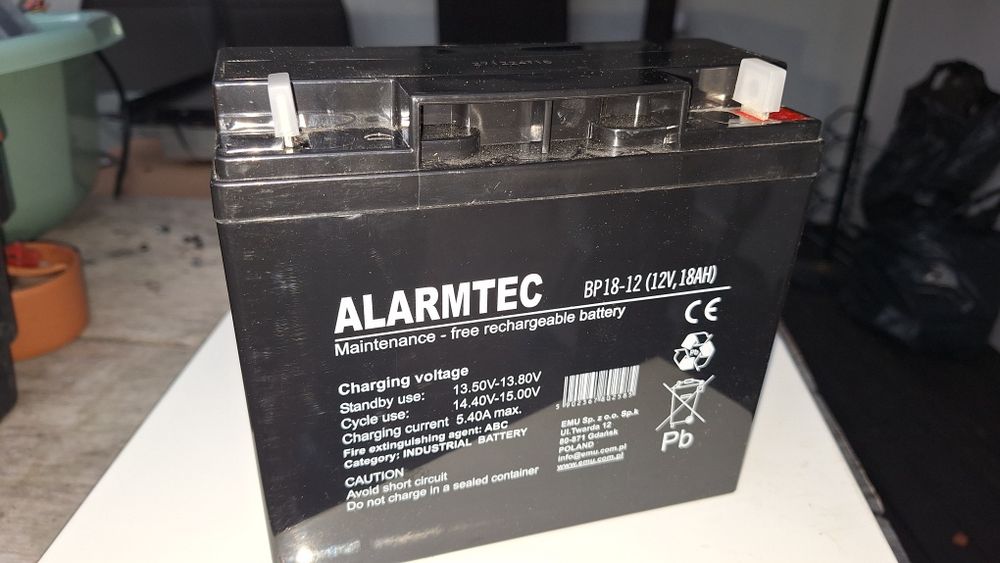 ALARMTEC
BP18-12 (12V, 18AH)
Maintenance - free rechargeable battery
Charging voltage
Standby use: 13.50V-13.80V
Cycle use: 14.40V-15.00V
Charging current 5.40A max.
Fire extinguishing agent: ABC
Category: INDUSTRIAL BATTERY
CAUTION
Avoid short circuit
Do not charge in a sealed container
EMU Sp. z o.o. Sp.k
Ul.Twarda 12
80-871 Gdańsk
POLAND
info@emu.com.pl
www.emu.com.pl
CE
Pb